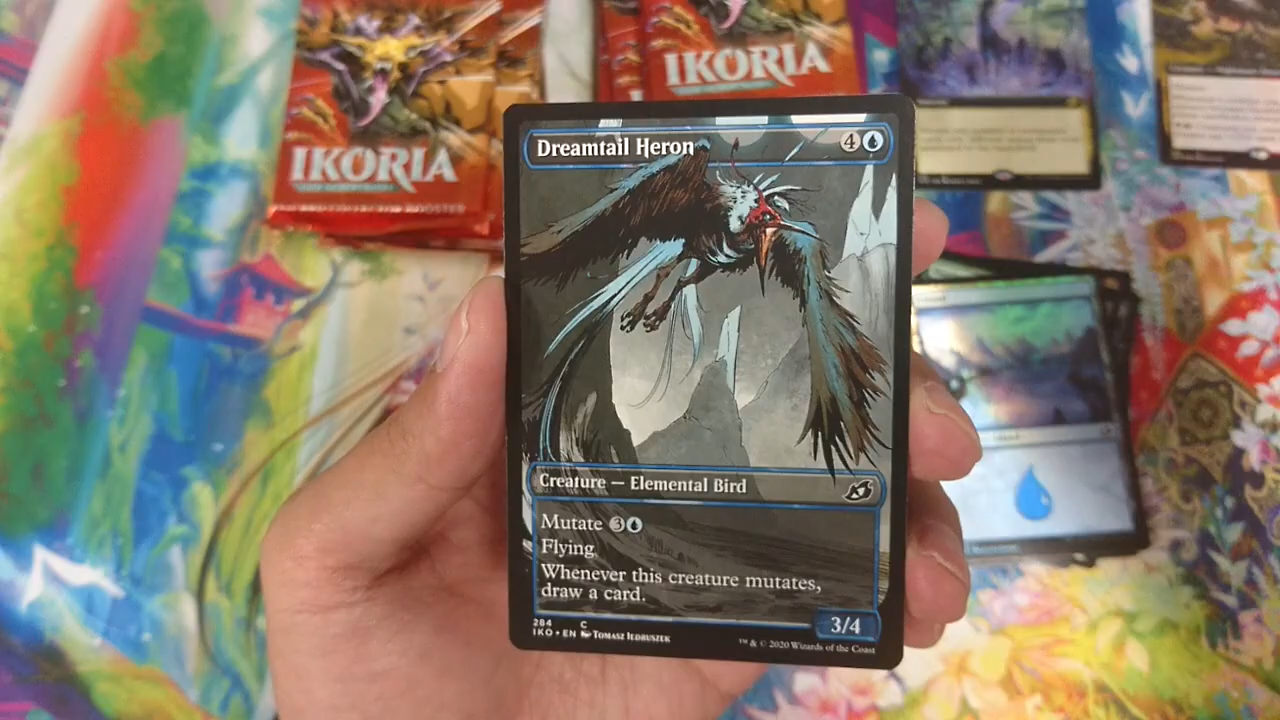 IKORIA
IKORIA
Dreamtail Heron 4
Creature — Elemental Bird
Mutate 3
Flying
Whenever this creature mutates,
draw a card.
3/4
284 C
IKO • EN Tomasz Jedruszek
™ & © 2020 Wizards of the Coast